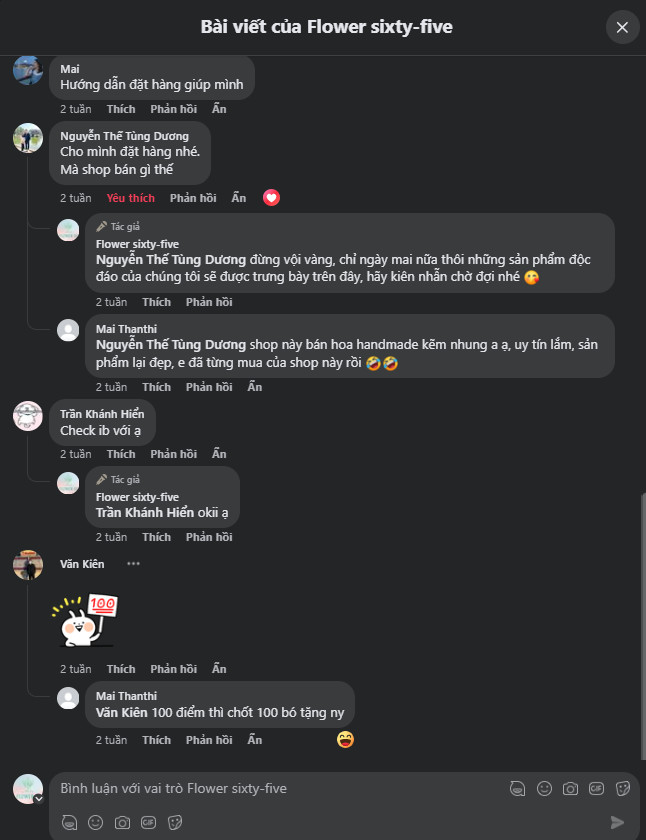 Bài viết của Flower sixty-five
Mai
Hướng dẫn đặt hàng giúp mình
2 tuần Thích Phản hồi Ẩn
Nguyễn Thế Tùng Dương
Cho mình đặt hàng nhé.
Mà shop bán gì thế
2 tuần Yêu thích Phản hồi Ẩn
Tác giả
Flower sixty-five
Nguyễn Thế Tùng Dương đừng vội vàng, chỉ ngày mai nữa thôi những sản phẩm độc
đáo của chúng tôi sẽ được trưng bày trên đây, hãy kiên nhẫn chờ đợi nhé 🥰
2 tuần Thích Phản hồi
Mai Thanthi
Nguyễn Thế Tùng Dương shop này bán hoa handmade kẽm nhung a ạ, uy tín lắm, sản
phẩm lại đẹp, e đã từng mua của shop này rồi 🤣🤣
2 tuần Thích Phản hồi Ẩn
Trần Khánh Hiển
Check ib với ạ
2 tuần Thích Phản hồi Ẩn
Tác giả
Flower sixty-five
Trần Khánh Hiển okii ạ
2 tuần Thích Phản hồi
Văn Kiên
100
2 tuần Thích Phản hồi Ẩn
Mai Thanthi
Văn Kiên 100 điểm thì chốt 100 bó tặng ny
2 tuần Thích Phản hồi Ẩn
Bình luận với vai trò Flower sixty-five
GIF
GIF